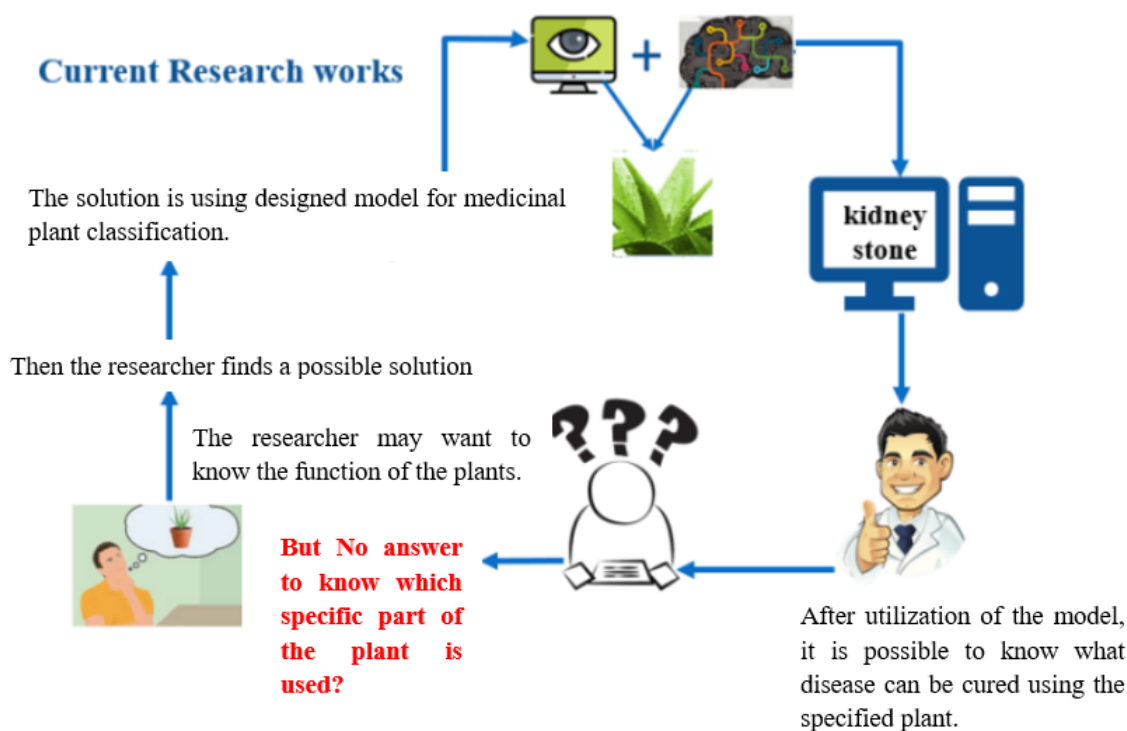 Current Research works
The solution is using designed model for medicinal
plant classification.
kidney
stone
Then the researcher finds a possible solution
The researcher may want to
know the function of the plants.
???
But No answer
to know which
specific part of
the plant is
used?
After utilization of the model,
it is possible to know what
disease can be cured using the
specified plant.